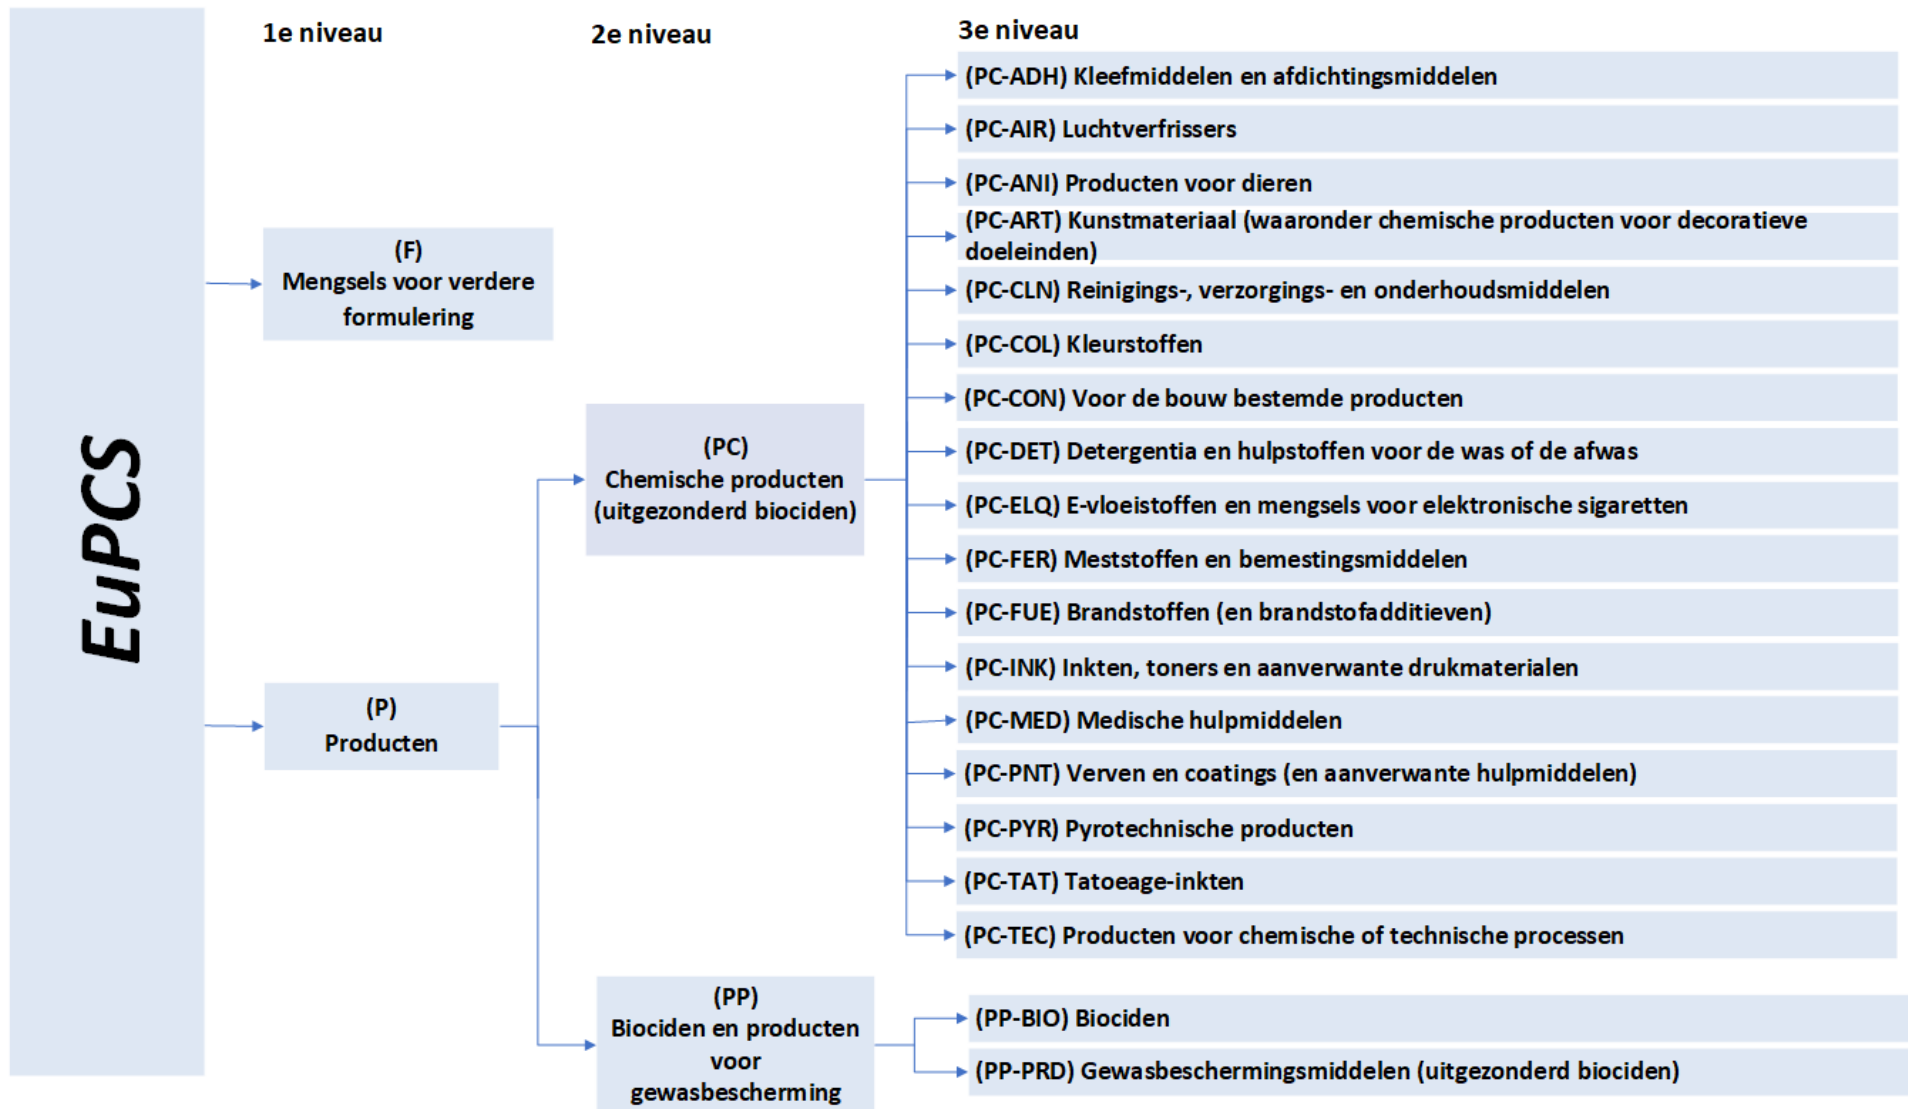 EuPCS
1e niveau
2e niveau
3e niveau
(F)
Mengsels voor verdere
formulering
(P)
Producten
(PC)
Chemische producten
(uitgezonderd biociden)
(PP)
Biociden en producten
voor
gewasbescherming
(PC-ADH) Kleefmiddelen en afdichtingsmiddelen
(PC-AIR) Luchtverfrissers
(PC-ANI) Producten voor dieren
(PC-ART) Kunstmateriaal (waaronder chemische producten voor decoratieve
doeleinden)
(PC-CLN) Reinigings-, verzorgings- en onderhoudsmiddelen
(PC-COL) Kleurstoffen
(PC-CON) Voor de bouw bestemde producten
(PC-DET) Detergentia en hulpstoffen voor de was of de afwas
(PC-ELQ) E-vloeistoffen en mengsels voor elektronische sigaretten
(PC-FER) Meststoffen en bemestingsmiddelen
(PC-FUE) Brandstoffen (en brandstofadditieven)
(PC-INK) Inkten, toners en aanverwante drukmaterialen
(PC-MED) Medische hulpmiddelen
(PC-PNT) Verven en coatings (en aanverwante hulpmiddelen)
(PC-PYR) Pyrotechnische producten
(PC-TAT) Tatoeage-inkten
(PC-TEC) Producten voor chemische of technische processen
(PP-BIO) Biociden
(PP-PRD) Gewasbeschermingsmiddelen (uitgezonderd biociden)